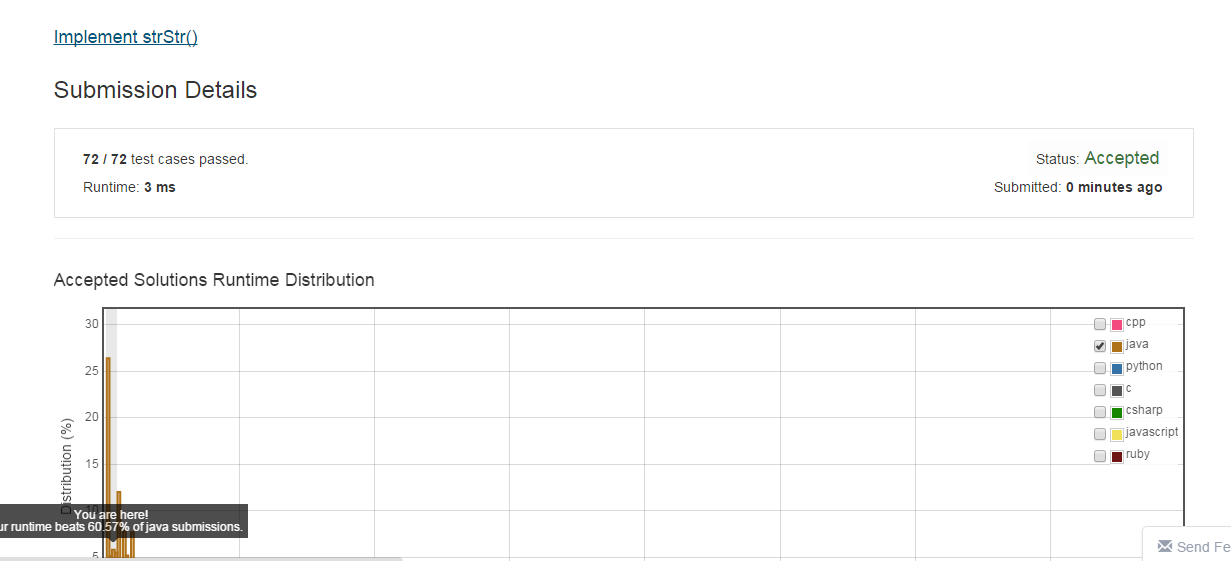 Implement strStr()
Submission Details
72 / 72 test cases passed.
Status: Accepted
Runtime: 3 ms
Submitted: 0 minutes ago
Accepted Solutions Runtime Distribution
30
25
20
15
10
5
Distribution (%)
cpp
java
python
c
csharp
javascript
ruby
You are here!
ur runtime beats 60.57% of java submissions.
Send Fe